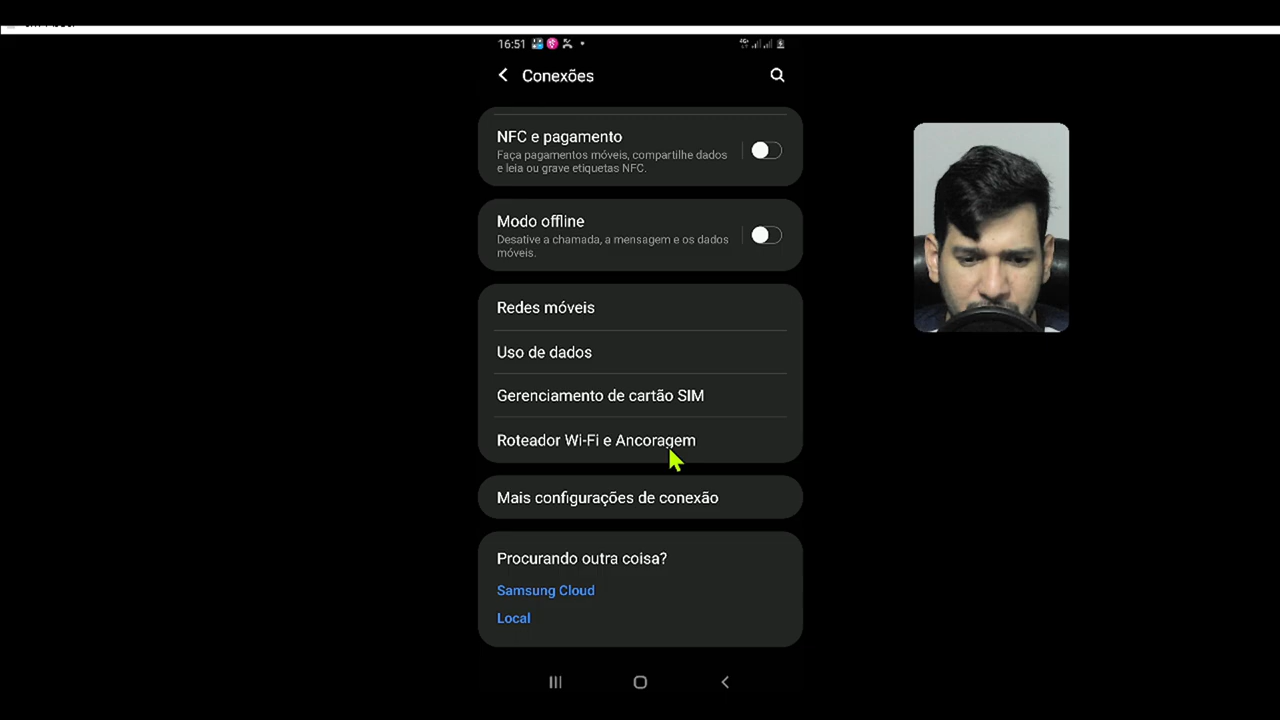 16:51
Conexões
NFC e pagamento
Faça pagamentos móveis, compartilhe dados
e leia ou grave etiquetas NFC.
Modo offline
Desative a chamada, a mensagem e os dados
móveis.
Redes móveis
Uso de dados
Gerenciamento de cartão SIM
Roteador Wi-Fi e Ancoragem
Mais configurações de conexão
Procurando outra coisa?
Samsung Cloud
Local